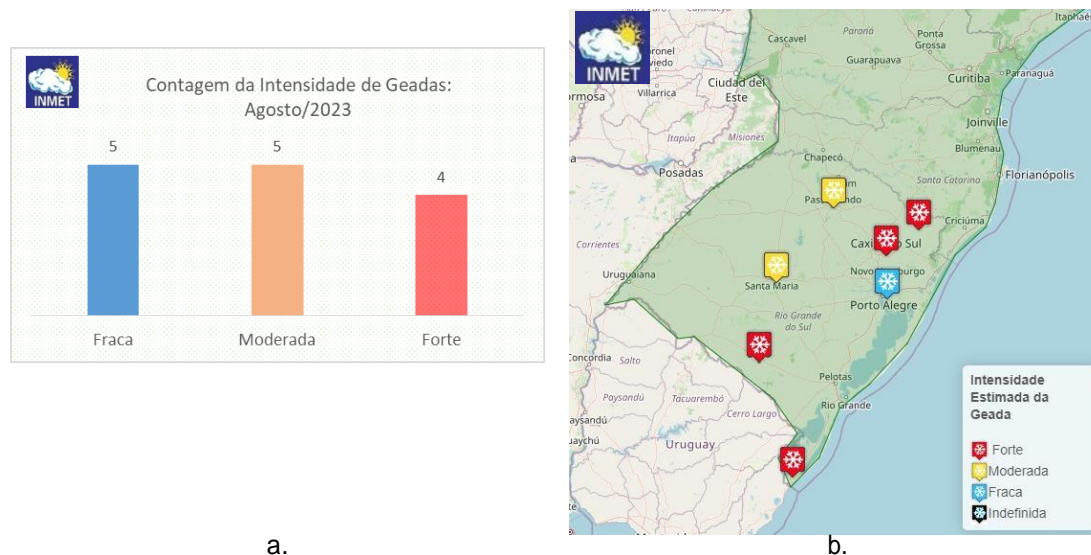 INMET
Contagem da Intensidade de Geadas:
Agosto/2023
5
5
4
Fraca
Moderada
Forte
a.
INMET
Itanhaé
Cascavel
Paraná
Ponta
Grossa
Guarapuava
Ciudad del
Este
Villarrica
Curitiba
Paranaguá
Itapúa
Misiones
Joinville
Blumenau
Posadas
Chapecó
Santa Catarina
Florianópolis
Criciúma
Corrientes
Uruguaiana
Santa Maria
Porto Alegre
Rio Grande
do Sul
Concordia
Salto
Pelotas
Paysandú
Tacuarembó
Cerro Largo
Rio Grande
Uruguay
Intensidade
Estimada da
Geada
Forte
Moderada
Fraca
Indefinida
b.